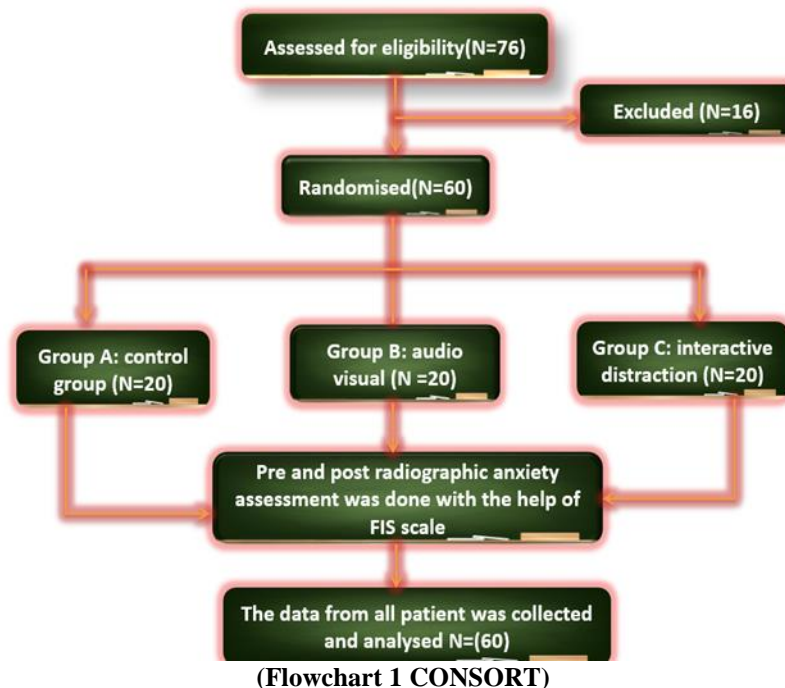 Assessed for eligibility(N=76)
Excluded (N=16)
Randomised(N=60)
Group A: control
group (N=20)
Group B: audio
visual (N =20)
Group C: interactive
distraction (N=20)
Pre and post radiographic anxiety
assessment was done with the help of
FIS scale
The data from all patient was collected
and analysed N=(60)
(Flowchart 1 CONSORT)